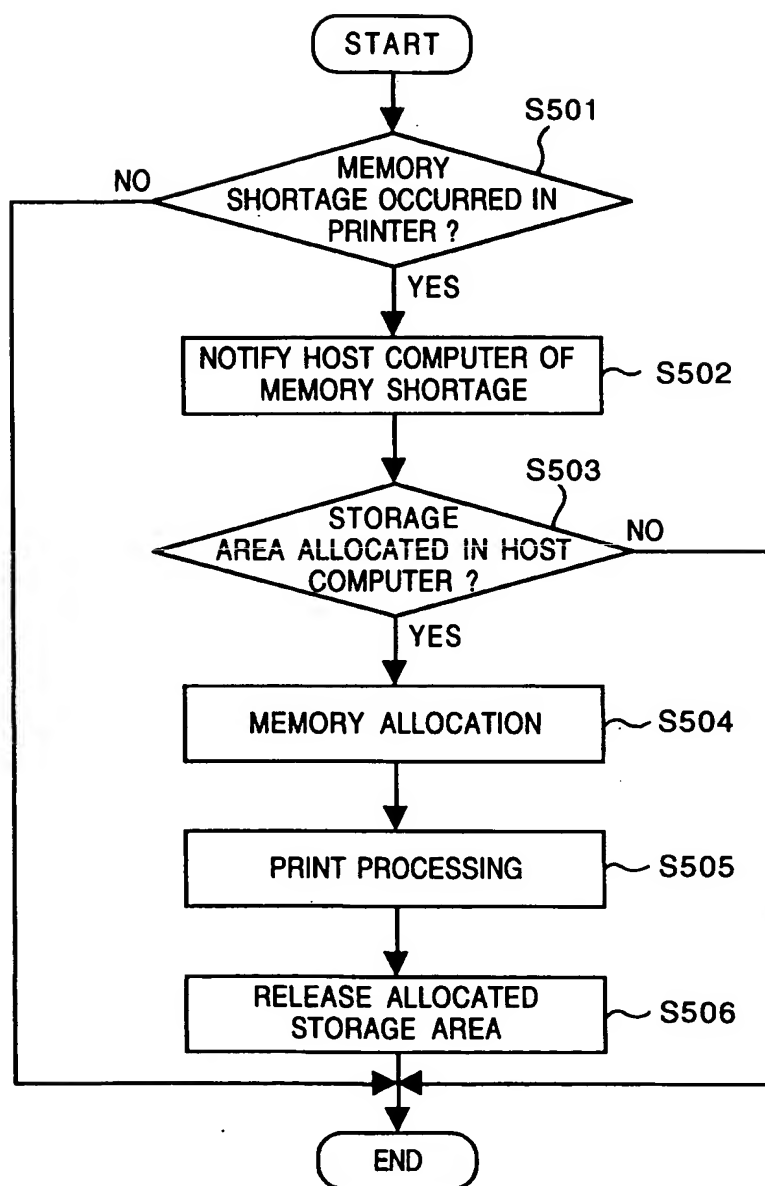 START
S501
MEMORY
SHORTAGE OCCURRED IN
PRINTER ?
NO
YES
NOTIFY HOST COMPUTER OF
MEMORY SHORTAGE
S502
S503
STORAGE
AREA ALLOCATED IN HOST
COMPUTER ?
NO
YES
MEMORY ALLOCATION
S504
PRINT PROCESSING
S505
RELEASE ALLOCATED
STORAGE AREA
S506
END